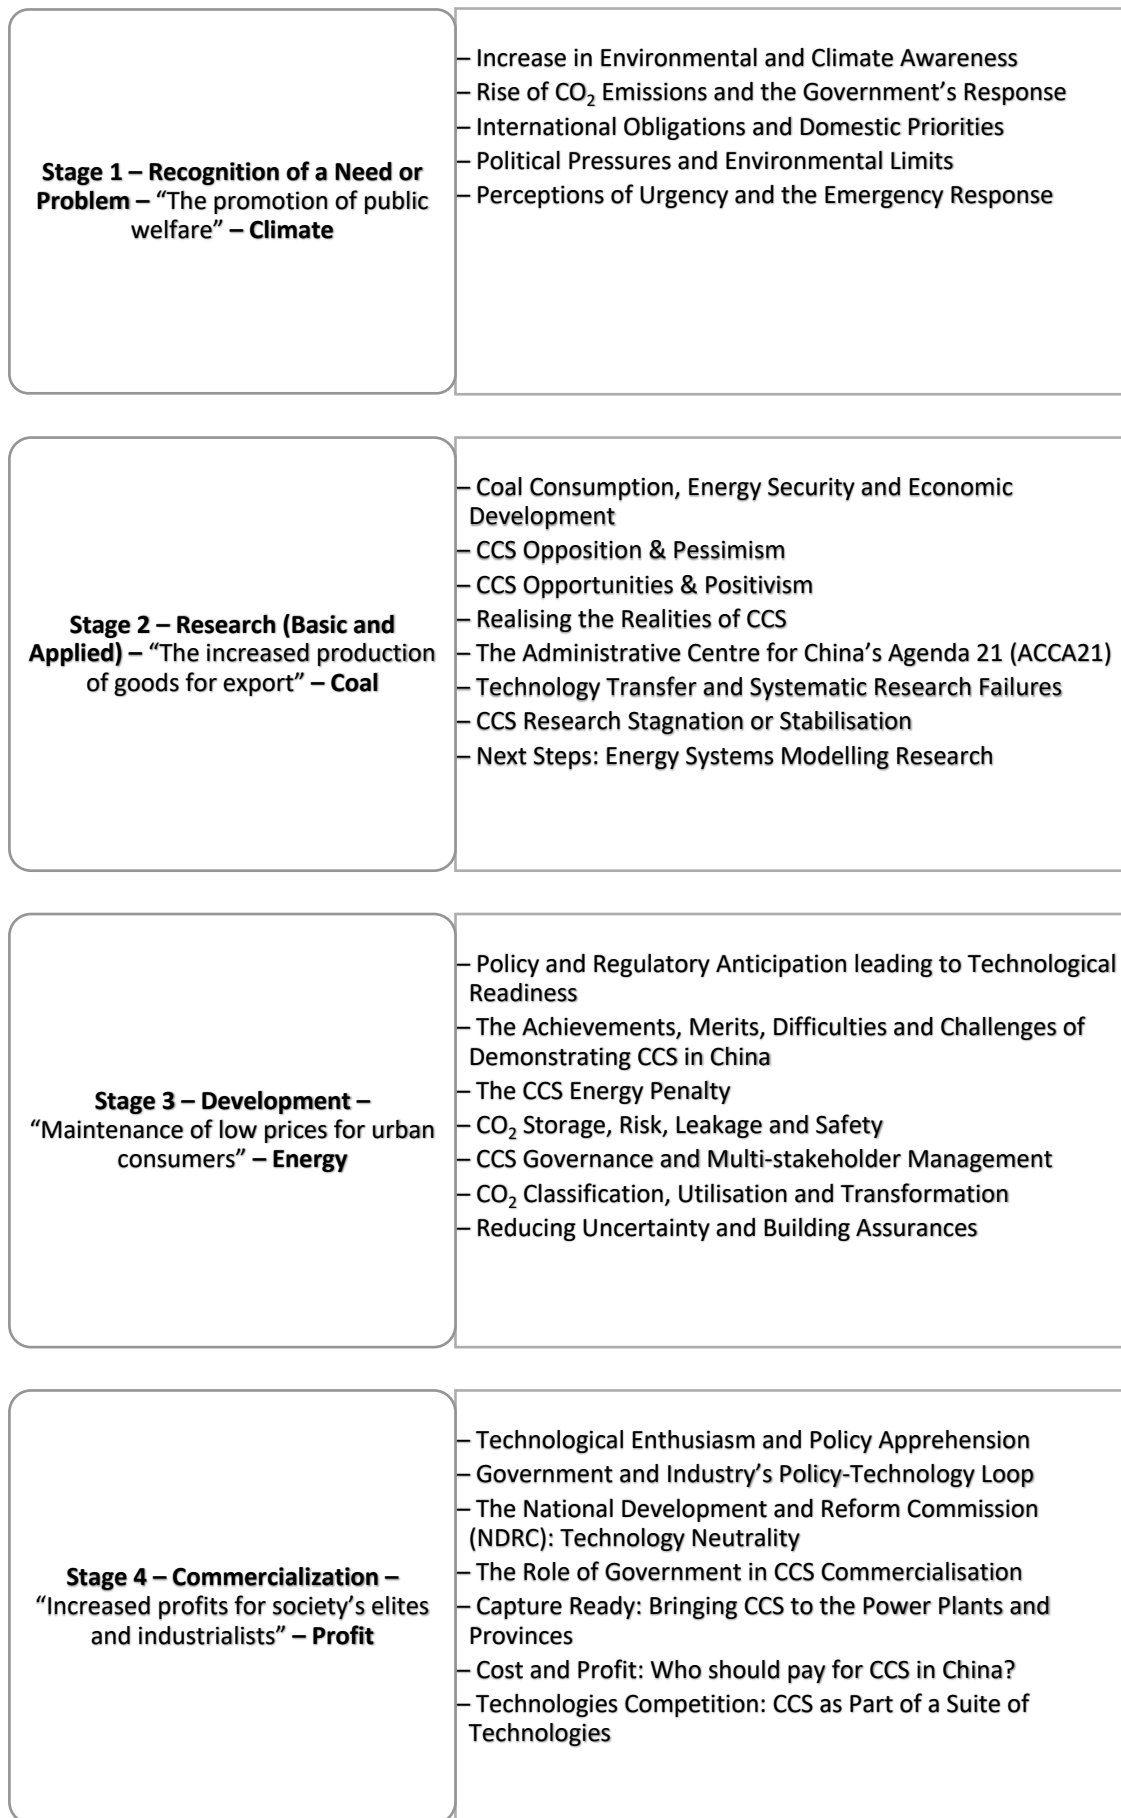 Stage 1 – Recognition of a Need or
Problem – “The promotion of public
welfare” – Climate
– Increase in Environmental and Climate Awareness
– Rise of CO₂ Emissions and the Government’s Response
– International Obligations and Domestic Priorities
– Political Pressures and Environmental Limits
– Perceptions of Urgency and the Emergency Response
Stage 2 – Research (Basic and
Applied) – “The increased production
of goods for export” – Coal
– Coal Consumption, Energy Security and Economic
Development
– CCS Opposition & Pessimism
– CCS Opportunities & Positivism
– Realising the Realities of CCS
– The Administrative Centre for China’s Agenda 21 (ACCA21)
– Technology Transfer and Systematic Research Failures
– CCS Research Stagnation or Stabilisation
– Next Steps: Energy Systems Modelling Research
Stage 3 – Development –
“Maintenance of low prices for urban
consumers” – Energy
– Policy and Regulatory Anticipation leading to Technological
Readiness
– The Achievements, Merits, Difficulties and Challenges of
Demonstrating CCS in China
– The CCS Energy Penalty
– CO₂ Storage, Risk, Leakage and Safety
– CCS Governance and Multi-stakeholder Management
– CO₂ Classification, Utilisation and Transformation
– Reducing Uncertainty and Building Assurances
Stage 4 – Commercialization –
“Increased profits for society’s elites
and industrialists” – Profit
– Technological Enthusiasm and Policy Apprehension
– Government and Industry’s Policy-Technology Loop
– The National Development and Reform Commission
(NDRC): Technology Neutrality
– The Role of Government in CCS Commercialisation
– Capture Ready: Bringing CCS to the Power Plants and
Provinces
– Cost and Profit: Who should pay for CCS in China?
– Technologies Competition: CCS as Part of a Suite of
Technologies